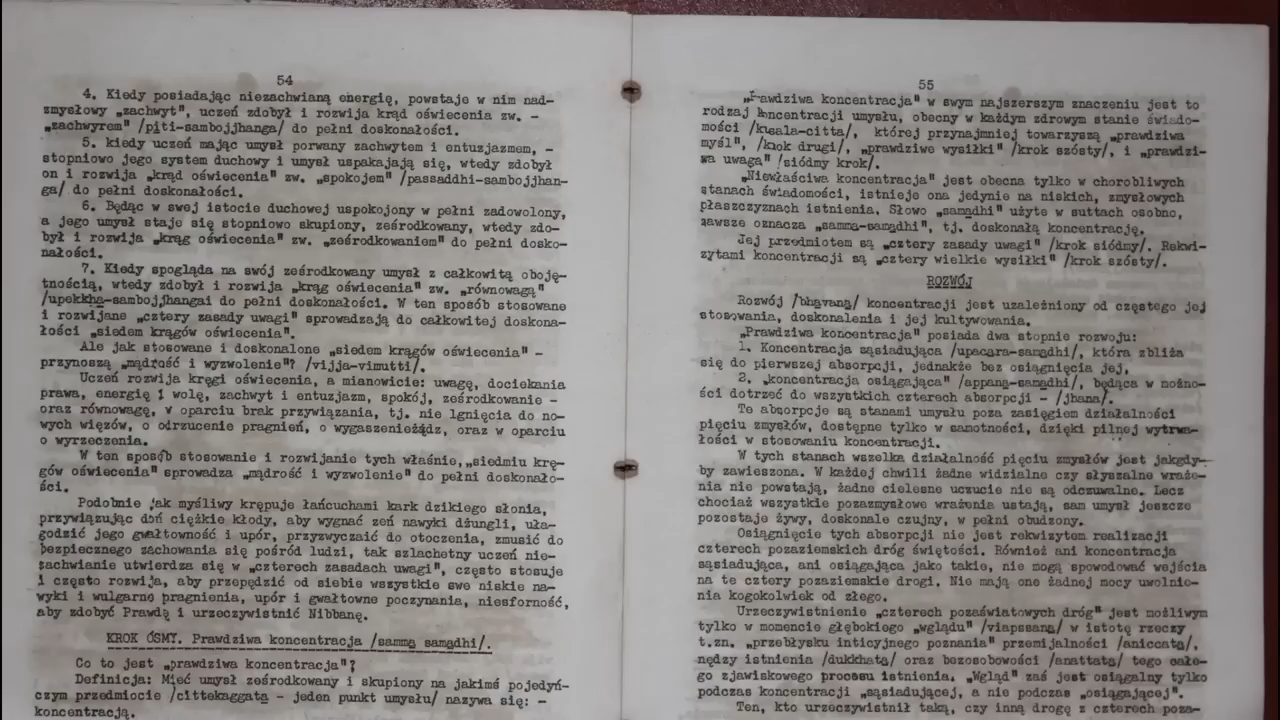 54
4. Kiedy posiadając niezachwianą energię, powstaje w nim nad-
zmysłowy „zachwyt", uczeń zdobył i rozwija krąd oświecenia zw. -
„zachwyrem" /piti-sambojjhanga/ do pełni doskonałości.
5. kiedy uczeń mając umysł porwany zachwytem i entuzjazmem, -
stopniowo jego system duchowy i umysł uspakajają się, wtedy zdobył
on i rozwija „krąd oświecenia" zw. „spokojem" /passaddhi-sambojjhan-
ga/ do pełni doskonałości.
6. Będąc w swej istocie duchowej uspokojony w pełni zadowolony,
a jego umysł staje się stopniowo skupiony, ześrodkowany, wtedy zdo-
był i rozwija „krąg oświecenia" zw. „ześrodkowaniem" do pełni dosko-
nałości.
7. Kiedy spogląda na swój ześrodkowany umysł z całkowitą oboję-
tnością, wtedy zdobył i rozwija „krąg oświecenia" zw. „równowagą"
/upekkha-sambojjhangai do pełni doskonałości. W ten sposób stosowane
i rozwijane „cztery zasady uwagi" sprowadzają do całkowitej doskona-
łości „siedem krągów oświecenia".
Ale jak stosowane i doskonalone „siedem krągów oświecenia" -
przynoszą „mądrość i wyzwolenie"? /vijja-vimutti/.
Uczeń rozwija kręgi oświecenia, a mianowicie: uwagę, dociekania
prawa, energię i wolę, zachwyt i entuzjazm, spokój, ześrodkowanie -
oraz równowagę, w oparciu brak przywiązania, tj. nie lgnięcia do no-
wych więzów, o odrzucenie pragnień, o wygaszenieżądz, oraz w oparciu
o wyrzeczenia.
W ten sposób stosowanie i rozwijanie tych właśnie, „siedmiu krę-
gów oświecenia" sprowadza „mądrość i wyzwolenie" do pełni doskonało-
ści.
Podobnie jak myśliwy krępuje łańcuchami kark dzikiego słonia,
przywiązując doń ciężkie kłody, aby wygnać zeń nawyki dżungli, uła-
godzić jego gwałtowność i upór, przyzwyczaić do otoczenia, zmusić do
bezpiecznego zachowania się pośród ludzi, tak szlachetny uczeń nie-
zachwianie utwierdza się w „czterech zasadach uwagi", często stosuje
i często rozwija, aby przepędzić od siebie wszystkie swe niskie na-
wyki i wulgarne pragnienia, upór i gwałtowne poczynania, niesforność,
aby zdobyć Prawdę i urzeczywistnić Nibbanę.
KROK ÓSMY. Prawdziwa koncentracja /samma samadhi/.
Co to jest „prawdziwa koncentracja"?
Definicja: Mieć umysł ześrodkowany i skupiony na jakimś pojedyń-
czym przedmiocie /cittekaggata - jeden punkt umysłu/ nazywa się: -
koncentracją.
55
„Prawdziwa koncentracja" w swym najszerszym znaczeniu jest to
rodzaj koncentracji umysłu, obecny w każdym zdrowym stanie świado-
mości /kusala-citta/, której przynajmniej towarzyszą „prawdziwa
myśl", /krok drugi/, „prawdziwe wysiłki" /krok szósty/, i „prawdzi-
wa uwaga" /siódmy krok/.
„Niewłaściwa koncentracja" jest obecna tylko w chorobliwych
stanach świadomości, istnieje ona jedynie na niskich, zmysłowych
płaszczyznach istnienia. Słowo „samadhi" użyte w suttach osobno,
zawsze oznacza „samma-samadhi", tj. doskonałą koncentrację.
Jej przedmiotem są „cztery zasady uwagi" /krok siódmy/. Rekwi-
zytami koncentracji są „cztery wielkie wysiłki" /krok szósty/.
ROZWÓJ
Rozwój /bhavana/ koncentracji jest uzależniony od częstego jej
stosowania, doskonalenia i jej kultywowania.
„Prawdziwa koncentracja" posiada dwa stopnie rozwoju:
1. Koncentracja sąsiadująca /upacara-samadhi/, która zbliża
się do pierwszej absorpcji, jednakże bez osiągnięcia jej.
2. „koncentracja osiągająca" /appana-samadhi/, będąca w możno-
ści dotrzeć do wszystkich czterech absorpcji - /jhana/.
Te absorpcje są stanami umysłu poza zasięgiem działalności
pięciu zmysłów, dostępne tylko w samotności, dzięki pilnej wytrwa-
łości w stosowaniu koncentracji.
W tych stanach wszelka działalność pięciu zmysłów jest jakgdy-
by zawieszona. W każdej chwili żadne widzialne czy słyszalne wraże-
nia nie powstają, żadne cielesne uczucie nie są odczuwalne. Lecz
chociaż wszystkie pozazmysłowe wrażenia ustają, sam umysł jeszcze
pozostaje żywy, doskonale czujny, w pełni obudzony.
Osiągnięcie tych absorpcji nie jest rekwizytem realizacji
czterech pozaziemskich dróg świętości. Również ani koncentracja
sąsiadująca, ani osiągająca jako takie, nie mogą spowodować wejścia
na te cztery pozaziemskie drogi. Nie mają one żadnej mocy uwolnie-
nia kogokolwiek od złego.
Urzeczywistnienie „czterech pozaświatowych dróg" jest możliwym
tylko w momencie głębokiego „wglądu" /viapssana/ w istotę rzeczy
t.zn. „przebłysku inticyjnego poznania" przemijalności /aniccata/,
nędzy istnienia /dukkhata/ oraz bezosobowości /anattata/ tego całe-
go zjawiskowego procesu istnienia. „Wgląd" zaś jest osiągalny tylko
podczas koncentracji „sąsiadującej, a nie podczas „osiągającej".
Ten, kto urzeczywistnił taką, czy inną drogę z czterech poza-